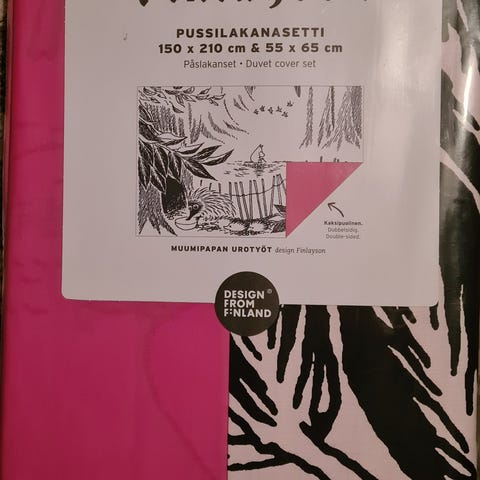 PUSSILAKANASETTI
150 x 210 cm & 55 x 65 cm
Påslakanset • Duvet cover set
Kaksipuolinen.
Dubbelsidig.
Double-sided.
MUUMIPAPAN UROTYÖT design Finlayson
DESIGN ®
FROM
F:NLAND